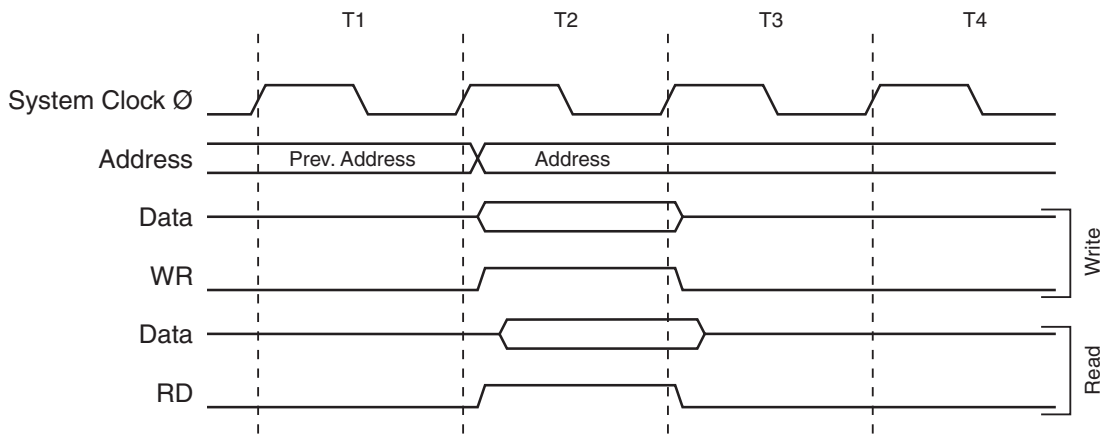 T1 T2 T3 T4
System Clock Ø
Address Prev. Address Address
Data
WR
Write
Data
RD
Read